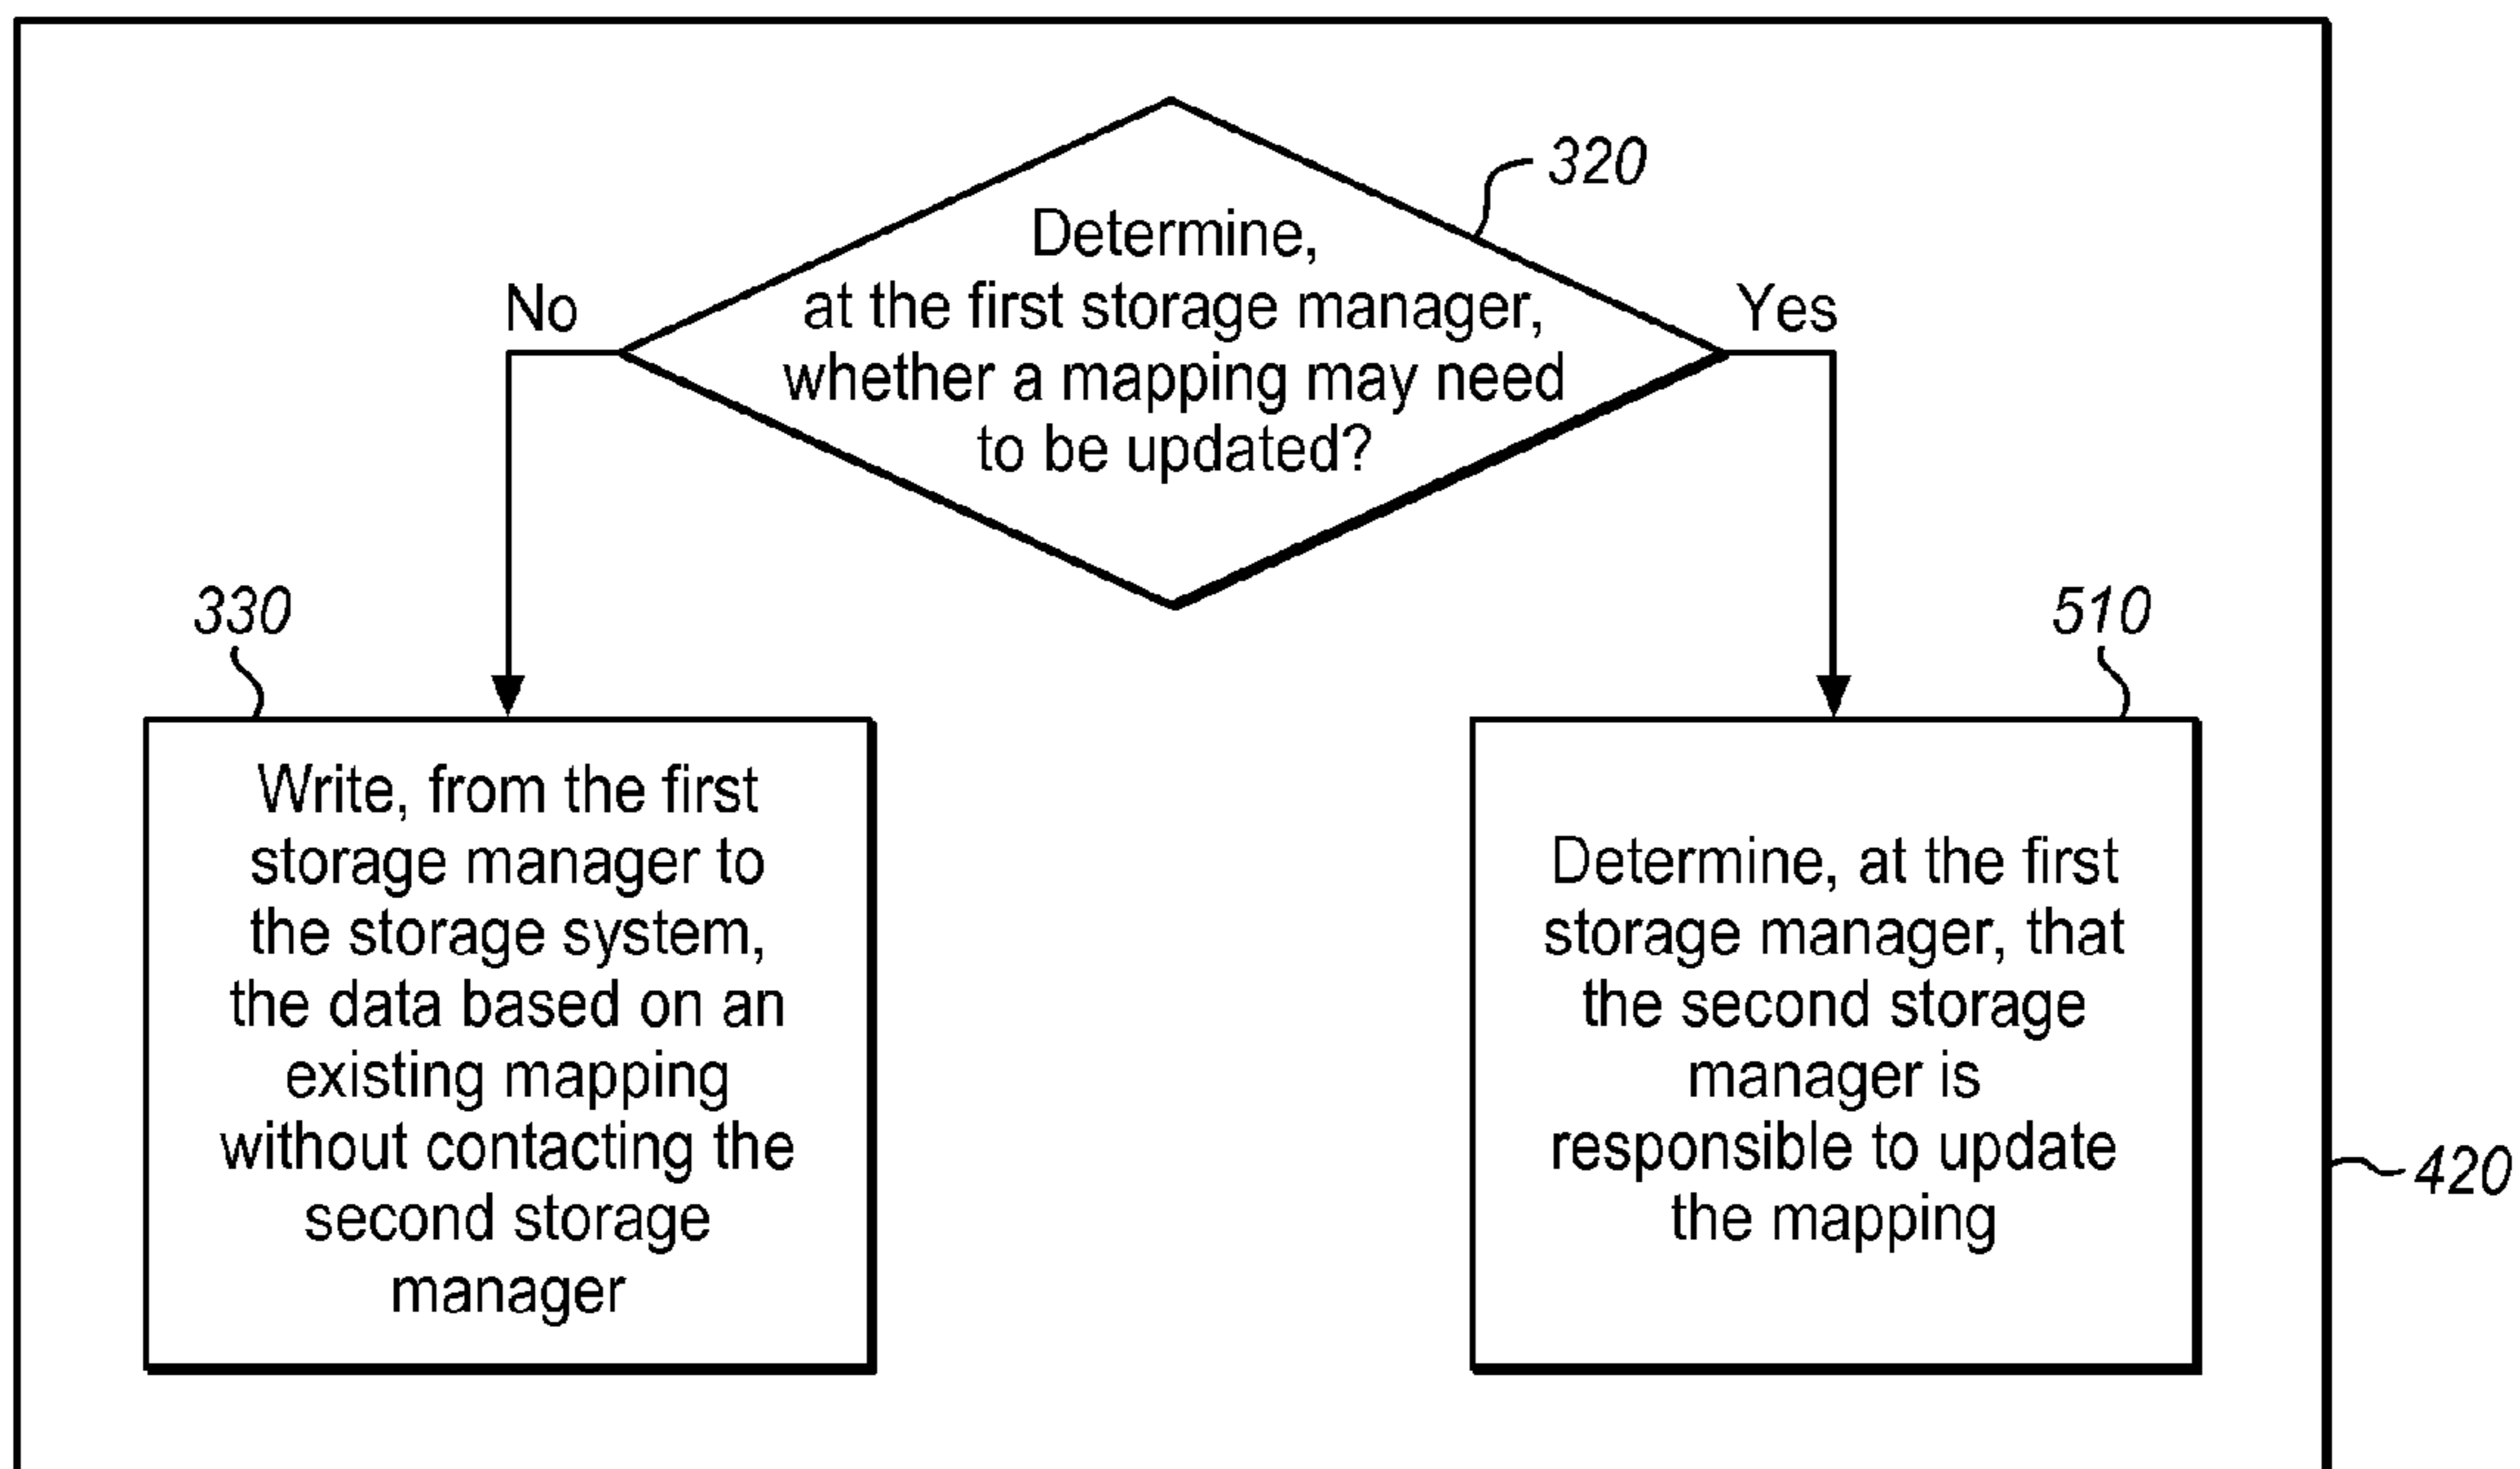 320
Determine,
at the first storage manager,
whether a mapping may need
to be updated?
No
Yes
330
Write, from the first
storage manager to
the storage system,
the data based on an
existing mapping
without contacting the
second storage
manager
510
Determine, at the first
storage manager, that
the second storage
manager is
responsible to update
the mapping
420